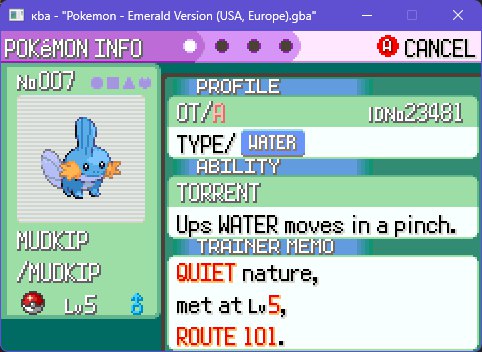 кba - "Pokemon - Emerald Version (USA, Europe).gba"
POKéMON INFO
A CANCEL
No007
PROFILE
OT/A IDNo23481
TYPE/ WATER
ABILITY
TORRENT
Ups WATER moves in a pinch.
MUDKIP
/MUDKIP
Lv5 ♂
TRAINER MEMO
QUIET nature,
met at Lv5,
ROUTE 101.